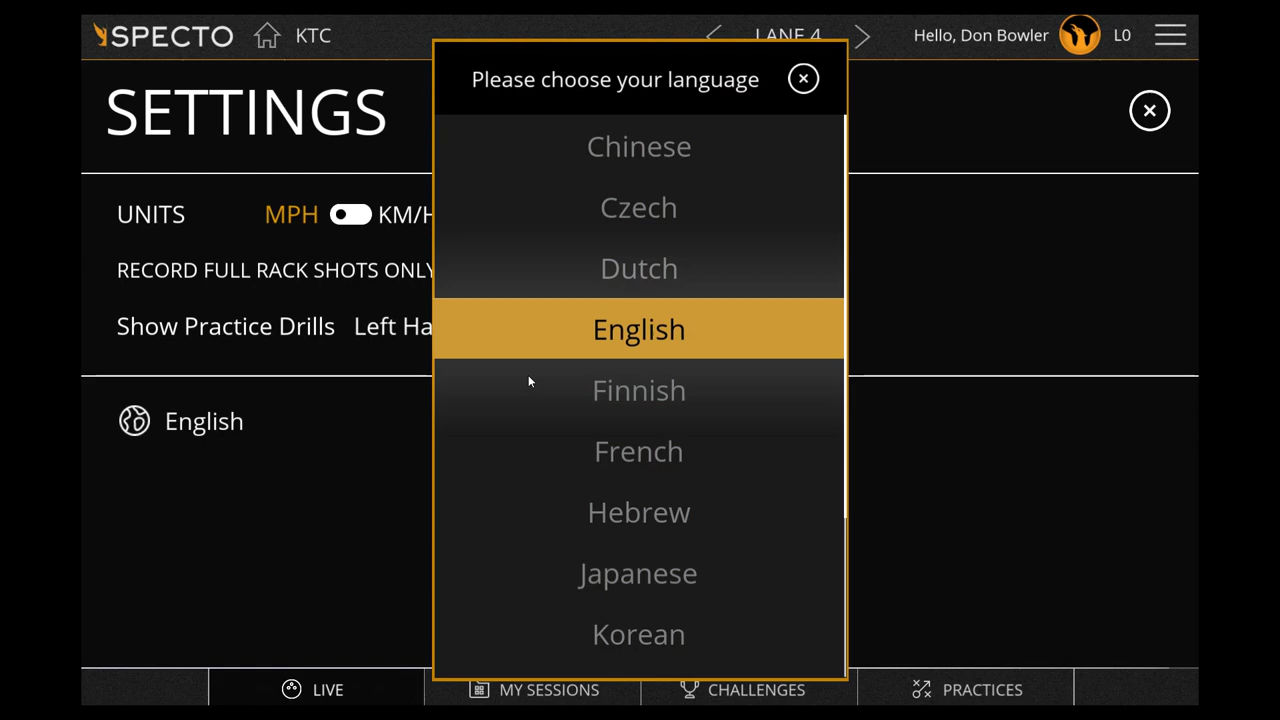 SPECTO KTC LANE 4 Hello, Don Bowler L0
Please choose your language
SETTINGS
Chinese
Czech
UNITS MPH KM/H
Dutch
RECORD FULL RACK SHOTS ONLY
English
Show Practice Drills Left Ha
Finnish
English
French
Hebrew
Japanese
Korean
LIVE MY SESSIONS CHALLENGES PRACTICES